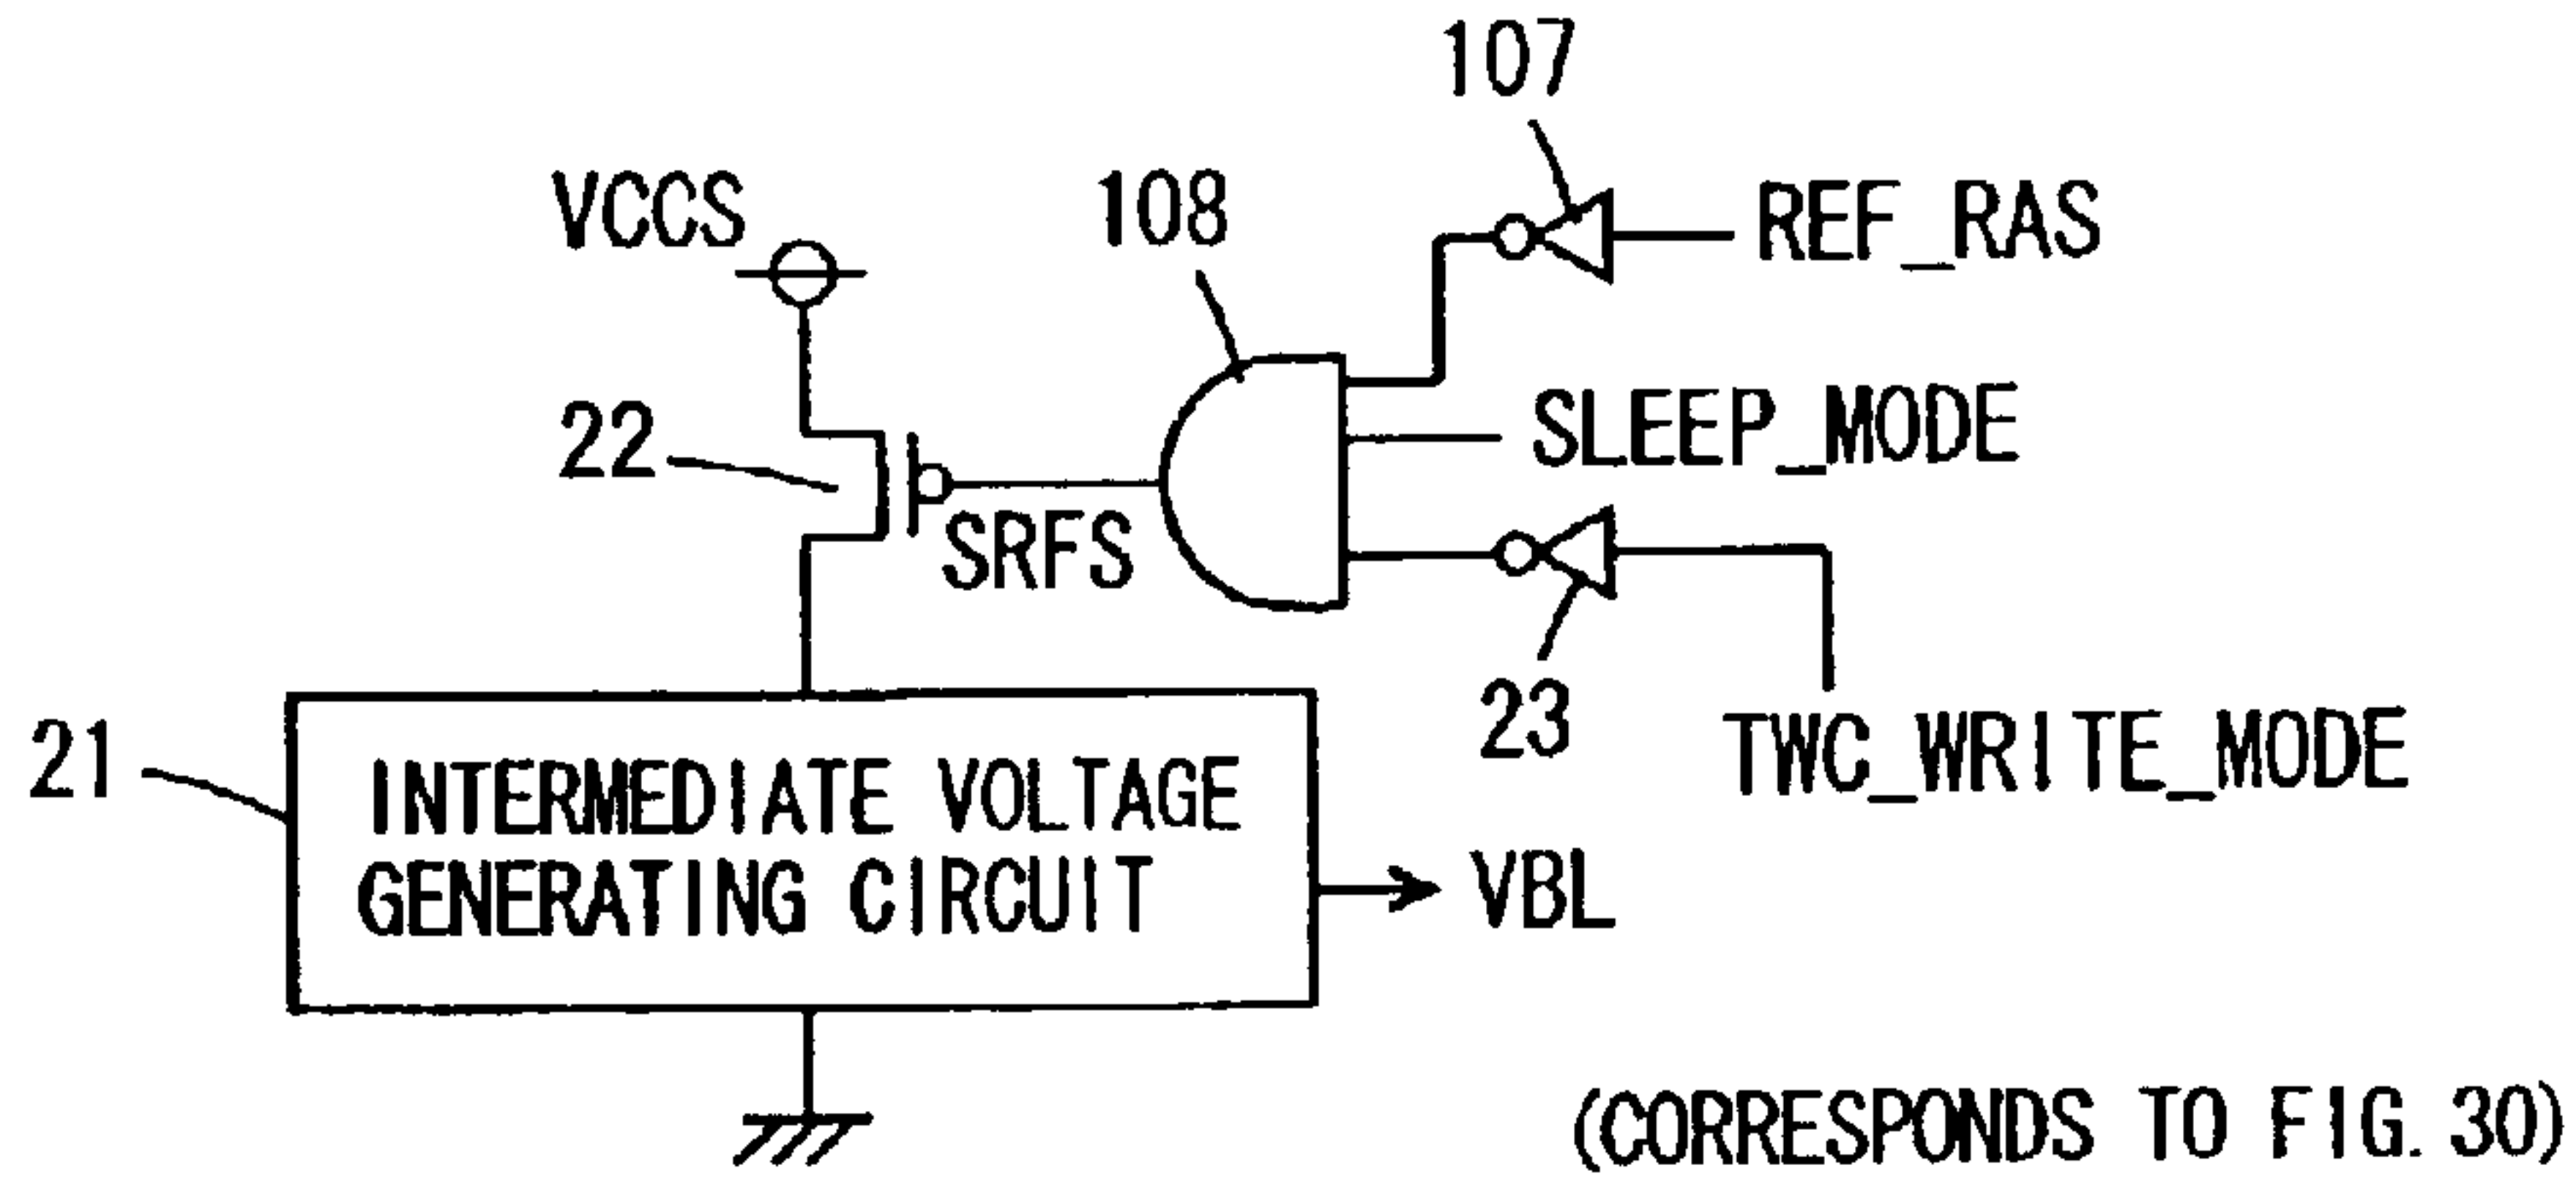 107
VCCS
108
REF_RAS
22
SLEEP_MODE
SRFS
23
TWC_WRITE_MODE
21
INTERMEDIATE VOLTAGE
GENERATING CIRCUIT
VBL
(CORRESPONDS TO FIG. 30)